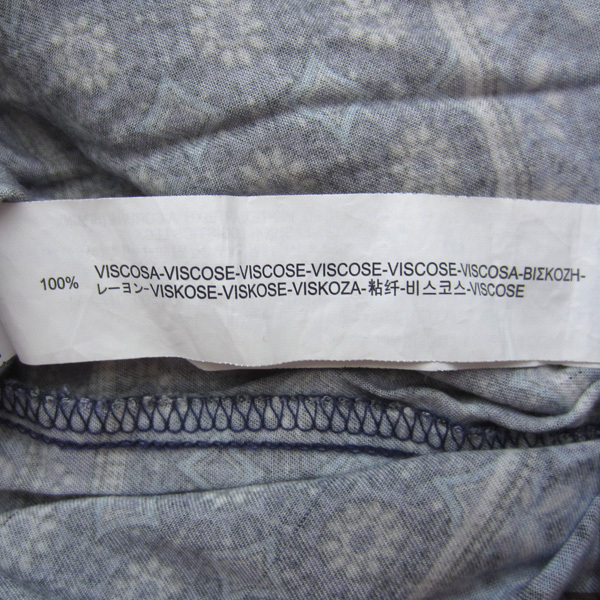 100% VISCOSA-VISCOSE-VISCOSE-VISCOSE-VISCOSE-VISCOSA-ΒΙΣΚΟΖΗ-
レーヨン-VISKOSE-VISKOSE-VISKOZA-粘纤-비스코스-VISCOSE